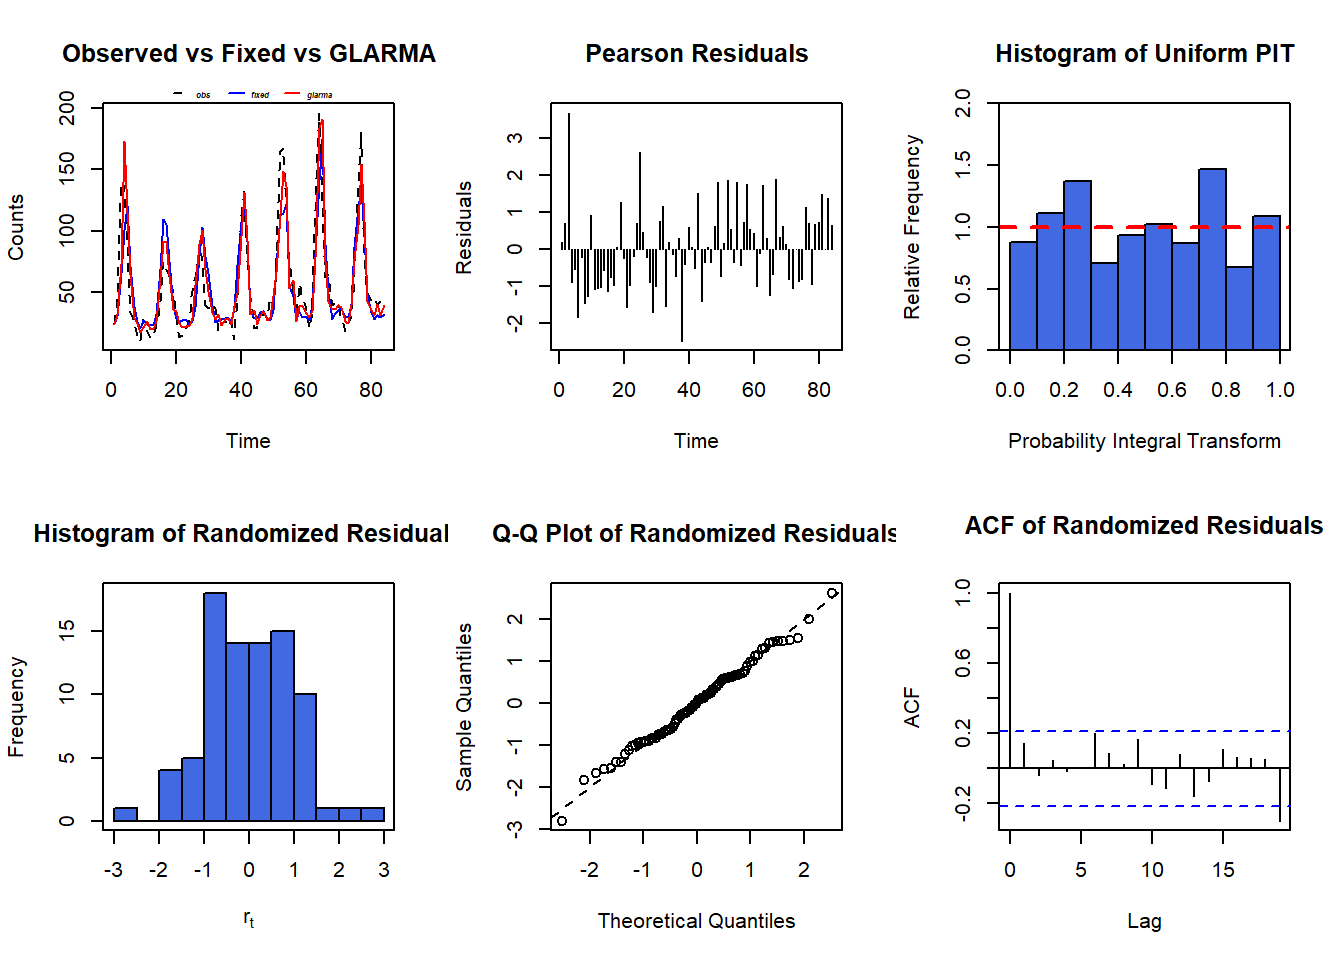 Observed vs Fixed vs GLARMA
obs fixed glarma
Counts
50 100 150 200
0 20 40 60 80
Time
Pearson Residuals
Residuals
-2 -1 0 1 2 3
0 20 40 60 80
Time
Histogram of Uniform PIT
Relative Frequency
0.0 0.5 1.0 1.5 2.0
0.0 0.2 0.4 0.6 0.8 1.0
Probability Integral Transform
Histogram of Randomized Residual
Frequency
0 5 10 15
-3 -2 -1 0 1 2 3
rt
Q-Q Plot of Randomized Residuals
Sample Quantiles
-3 -2 -1 0 1 2
-2 -1 0 1 2
Theoretical Quantiles
ACF of Randomized Residuals
ACF
-0.2 0.2 0.6 1.0
0 5 10 15
Lag